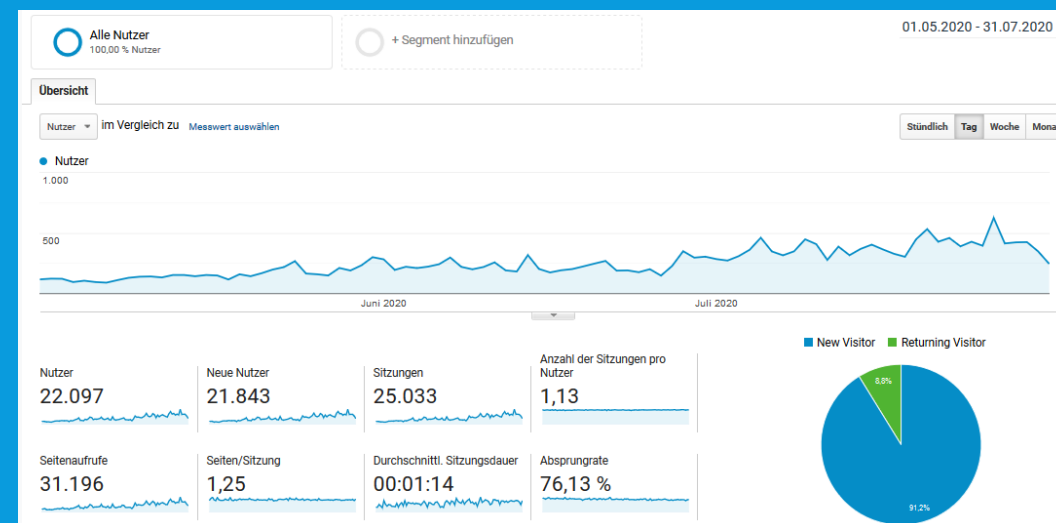 Alle Nutzer
100,00 % Nutzer
+ Segment hinzufügen
01.05.2020 - 31.07.2020
Übersicht
Nutzer im Vergleich zu Messwert auswählen
Stündlich Tag Woche Mona
Nutzer
1.000
500
Juni 2020 Juli 2020
New Visitor Returning Visitor
Nutzer
22.097
Neue Nutzer
21.843
Sitzungen
25.033
Anzahl der Sitzungen pro
Nutzer
1,13
8,8%
91,2%
Seitenaufrufe
31.196
Seiten/Sitzung
1,25
Durchschnittl. Sitzungsdauer
00:01:14
Absprungrate
76,13 %